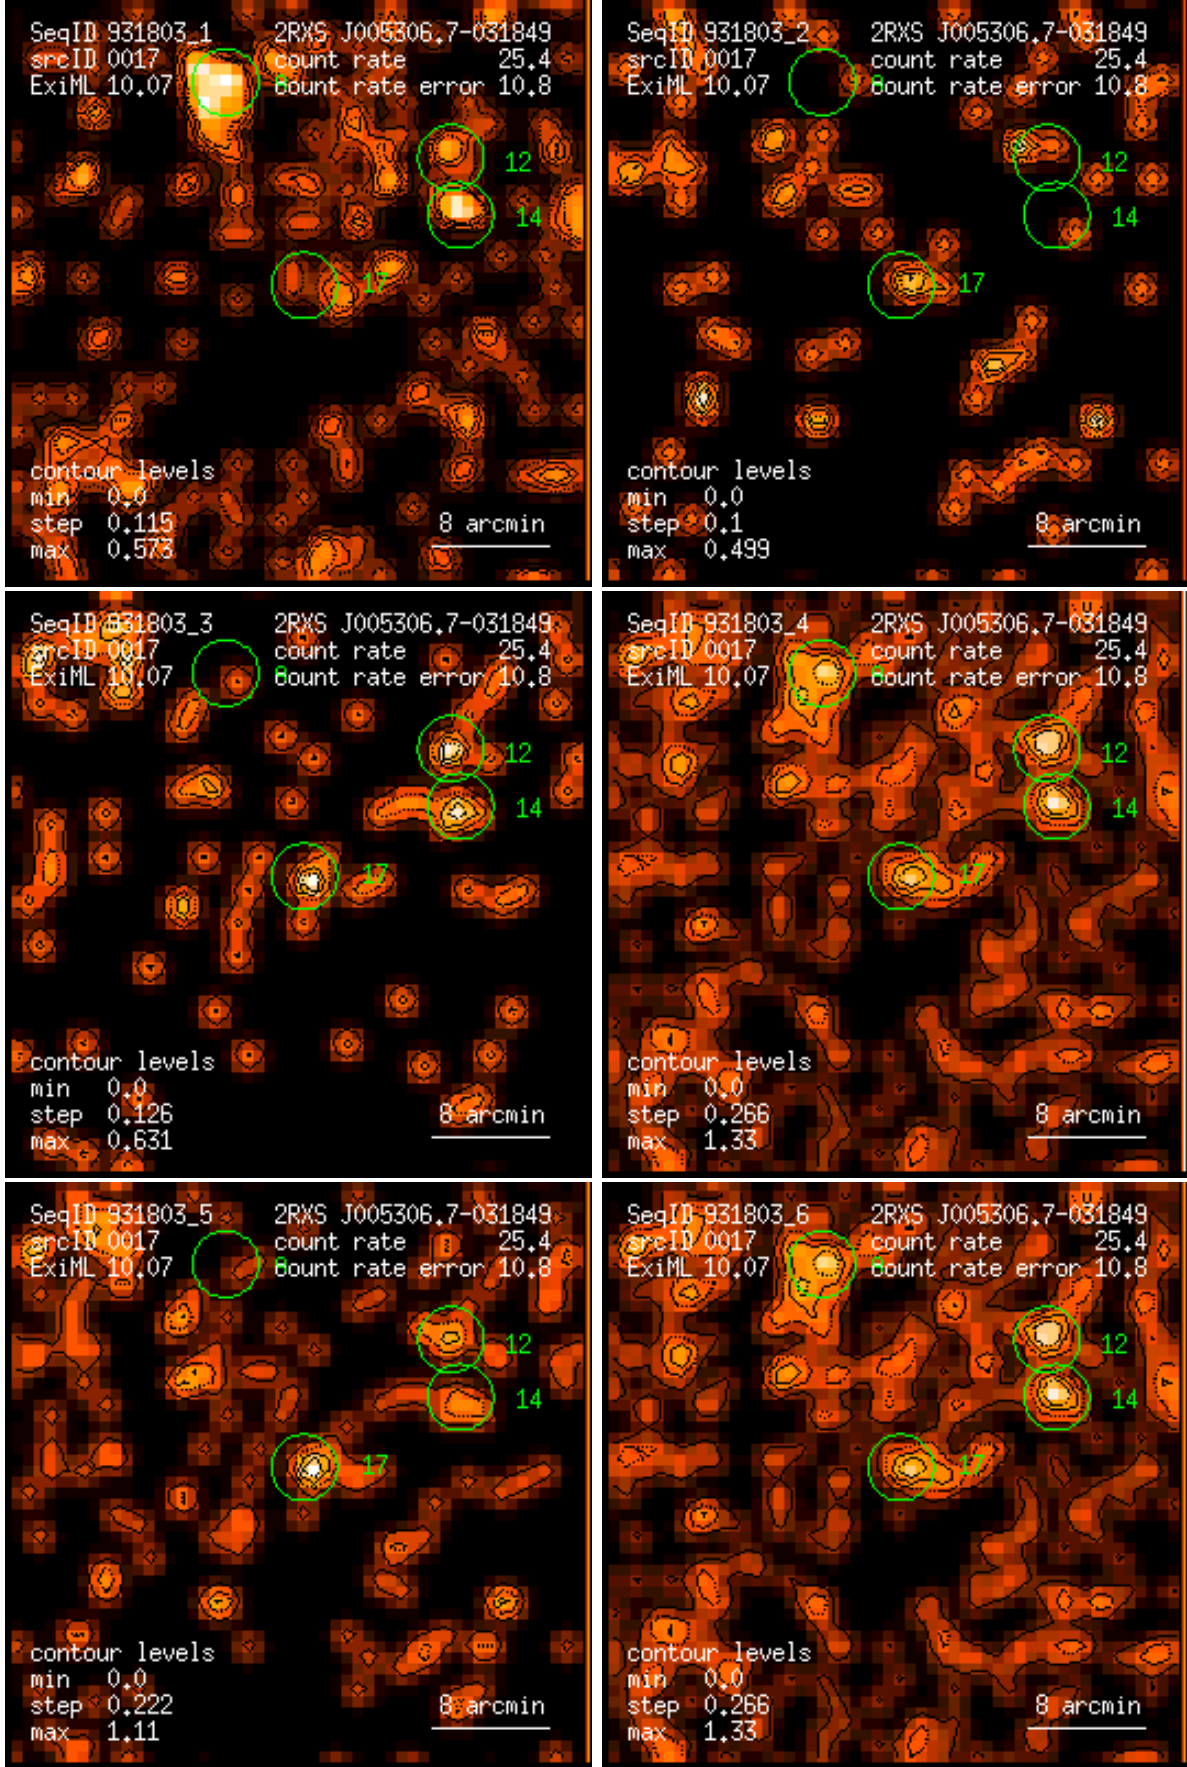 SeqID 931803_1 2RXS J005306.7-031849
srcID 0017 count rate 25.4
ExiML 10.07 count rate error 10.8
8
12
14
17
contour levels
min 0.0
step 0.115 8 arcmin
max 0.573
SeqID 931803_2 2RXS J005306.7-031849
srcID 0017 count rate 25.4
ExiML 10.07 count rate error 10.8
8
12
14
17
contour levels
min 0.0
step 0.1 8 arcmin
max 0.499
SeqID 931803_3 2RXS J005306.7-031849
srcID 0017 count rate 25.4
ExiML 10.07 count rate error 10.8
8
12
14
17
contour levels
min 0.0
step 0.126 8 arcmin
max 0.631
SeqID 931803_4 2RXS J005306.7-031849
srcID 0017 count rate 25.4
ExiML 10.07 count rate error 10.8
8
12
14
17
contour levels
min 0.0
step 0.266 8 arcmin
max 1.33
SeqID 931803_5 2RXS J005306.7-031849
srcID 0017 count rate 25.4
ExiML 10.07 count rate error 10.8
8
12
14
17
contour levels
min 0.0
step 0.222 8 arcmin
max 1.11
SeqID 931803_6 2RXS J005306.7-031849
srcID 0017 count rate 25.4
ExiML 10.07 count rate error 10.8
8
12
14
17
contour levels
min 0.0
step 0.266 8 arcmin
max 1.33